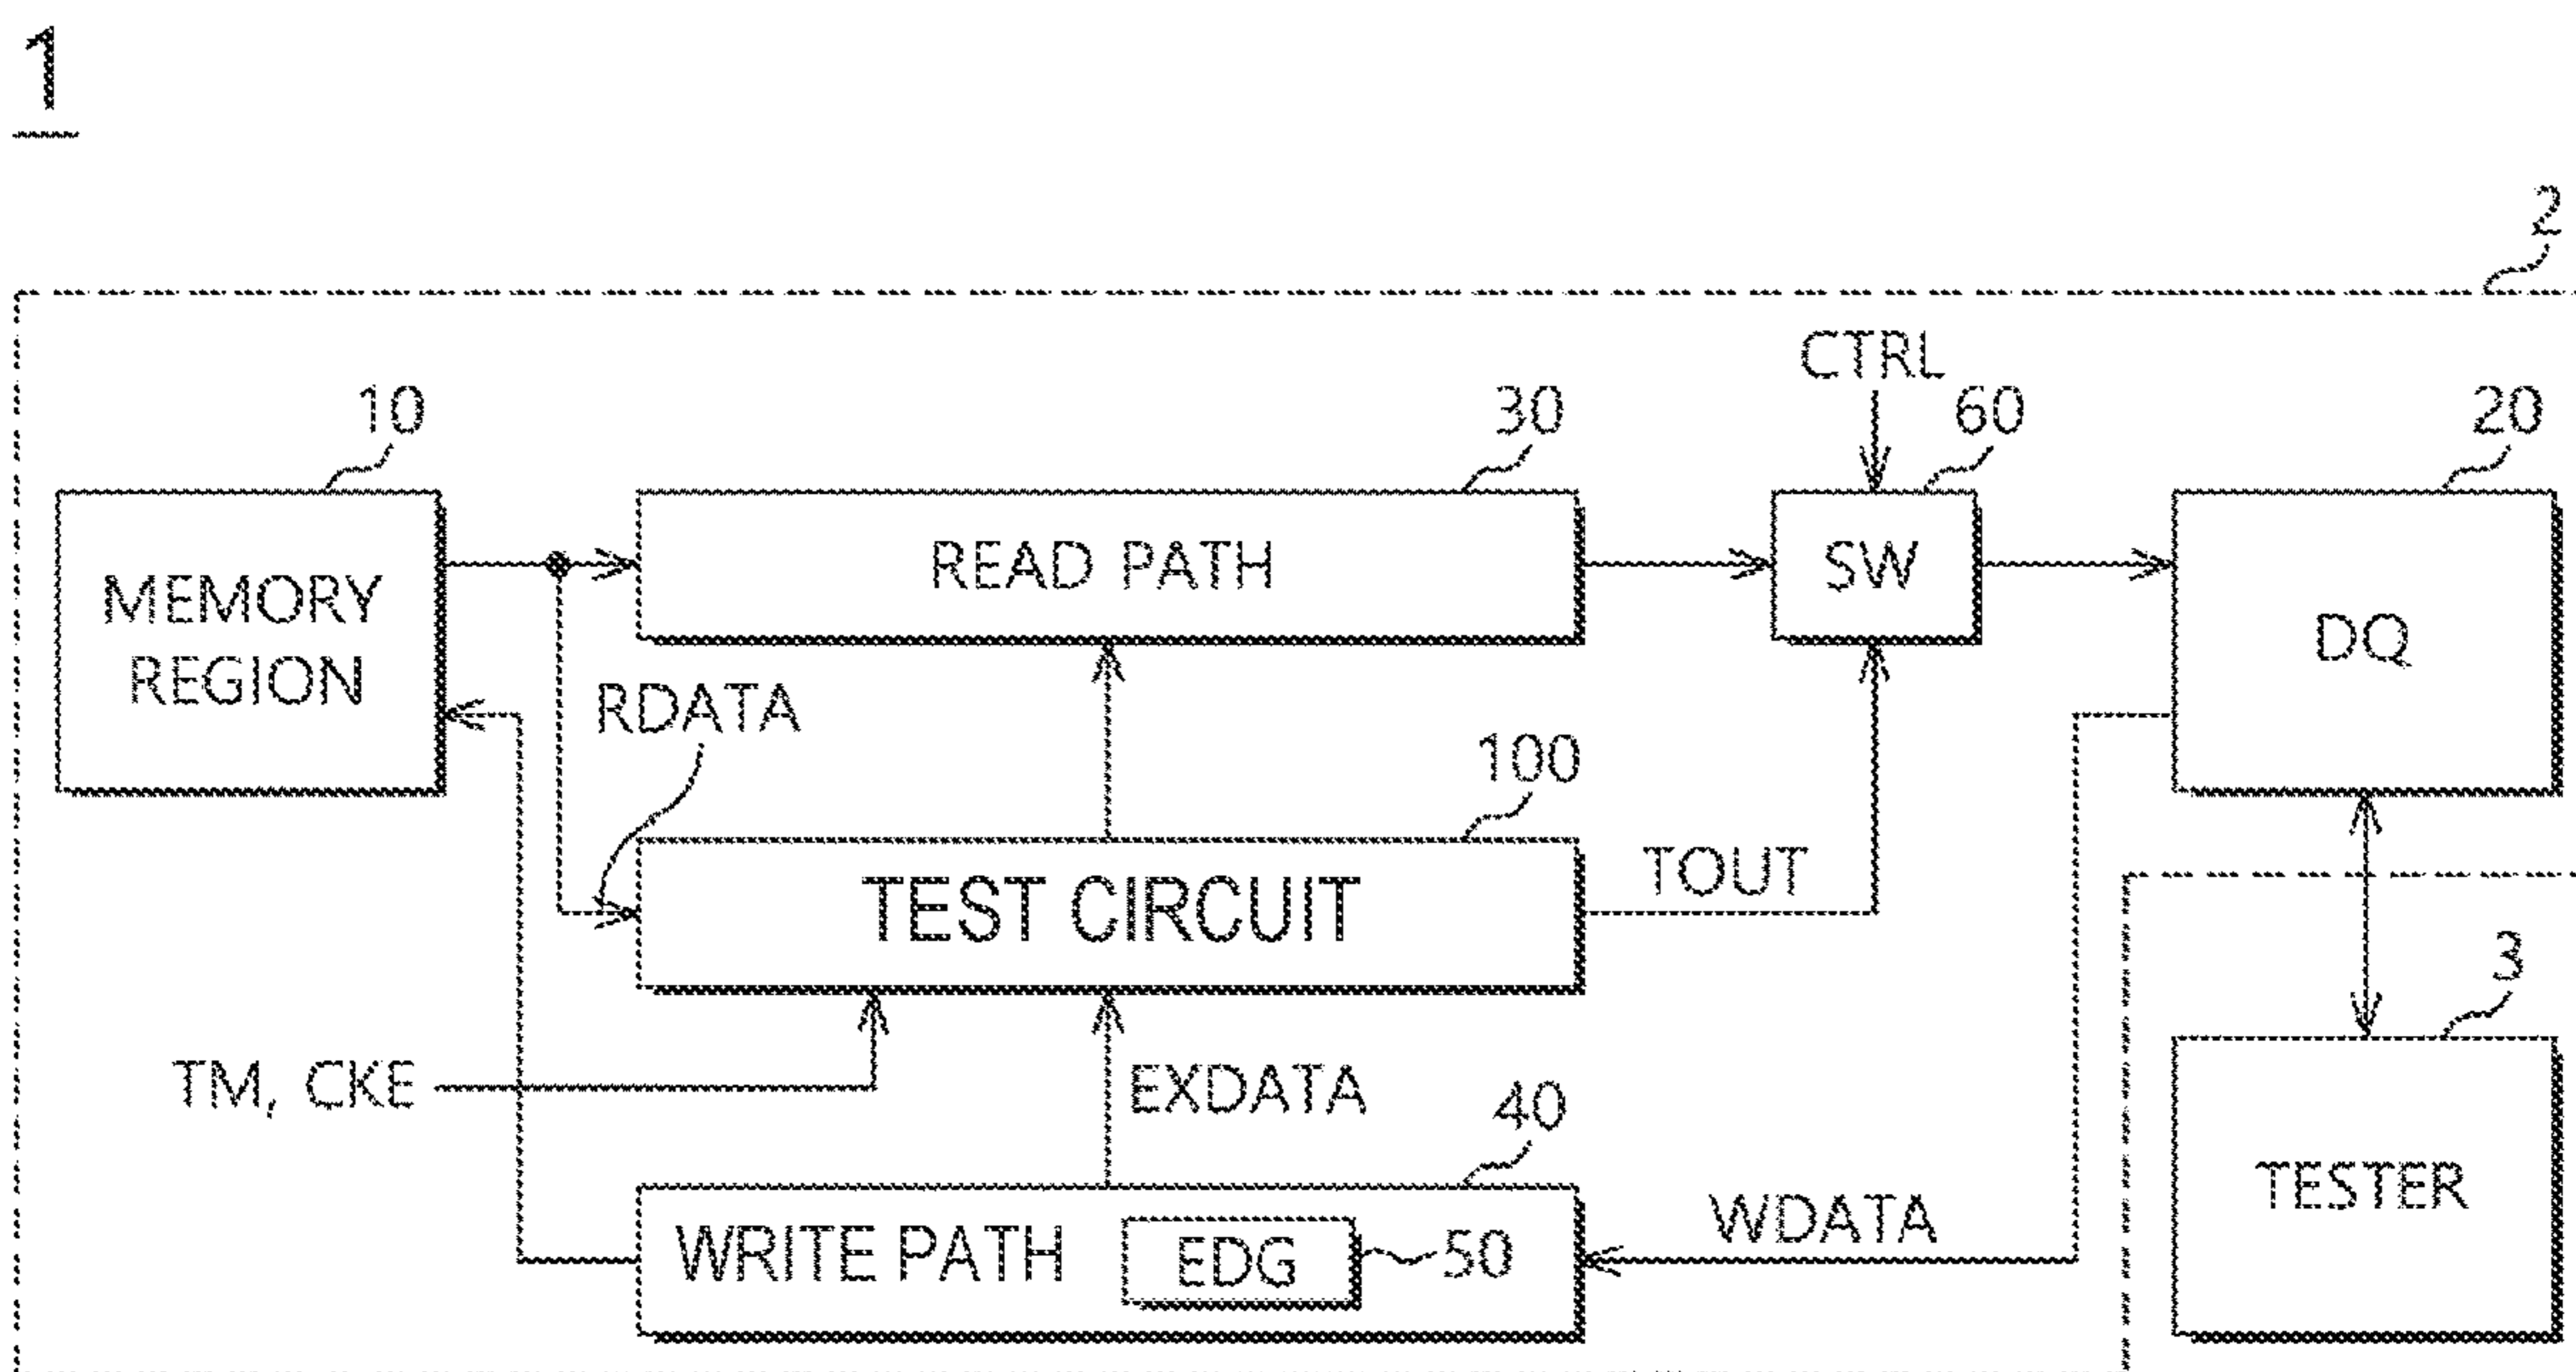 1
2
CTRL
10
30
60
20
MEMORY
REGION
READ PATH
SW
DQ
RDATA
100
TEST CIRCUIT
TOUT
3
TM, CKE
EXDATA
40
TESTER
WRITE PATH
EDG
50
WDATA